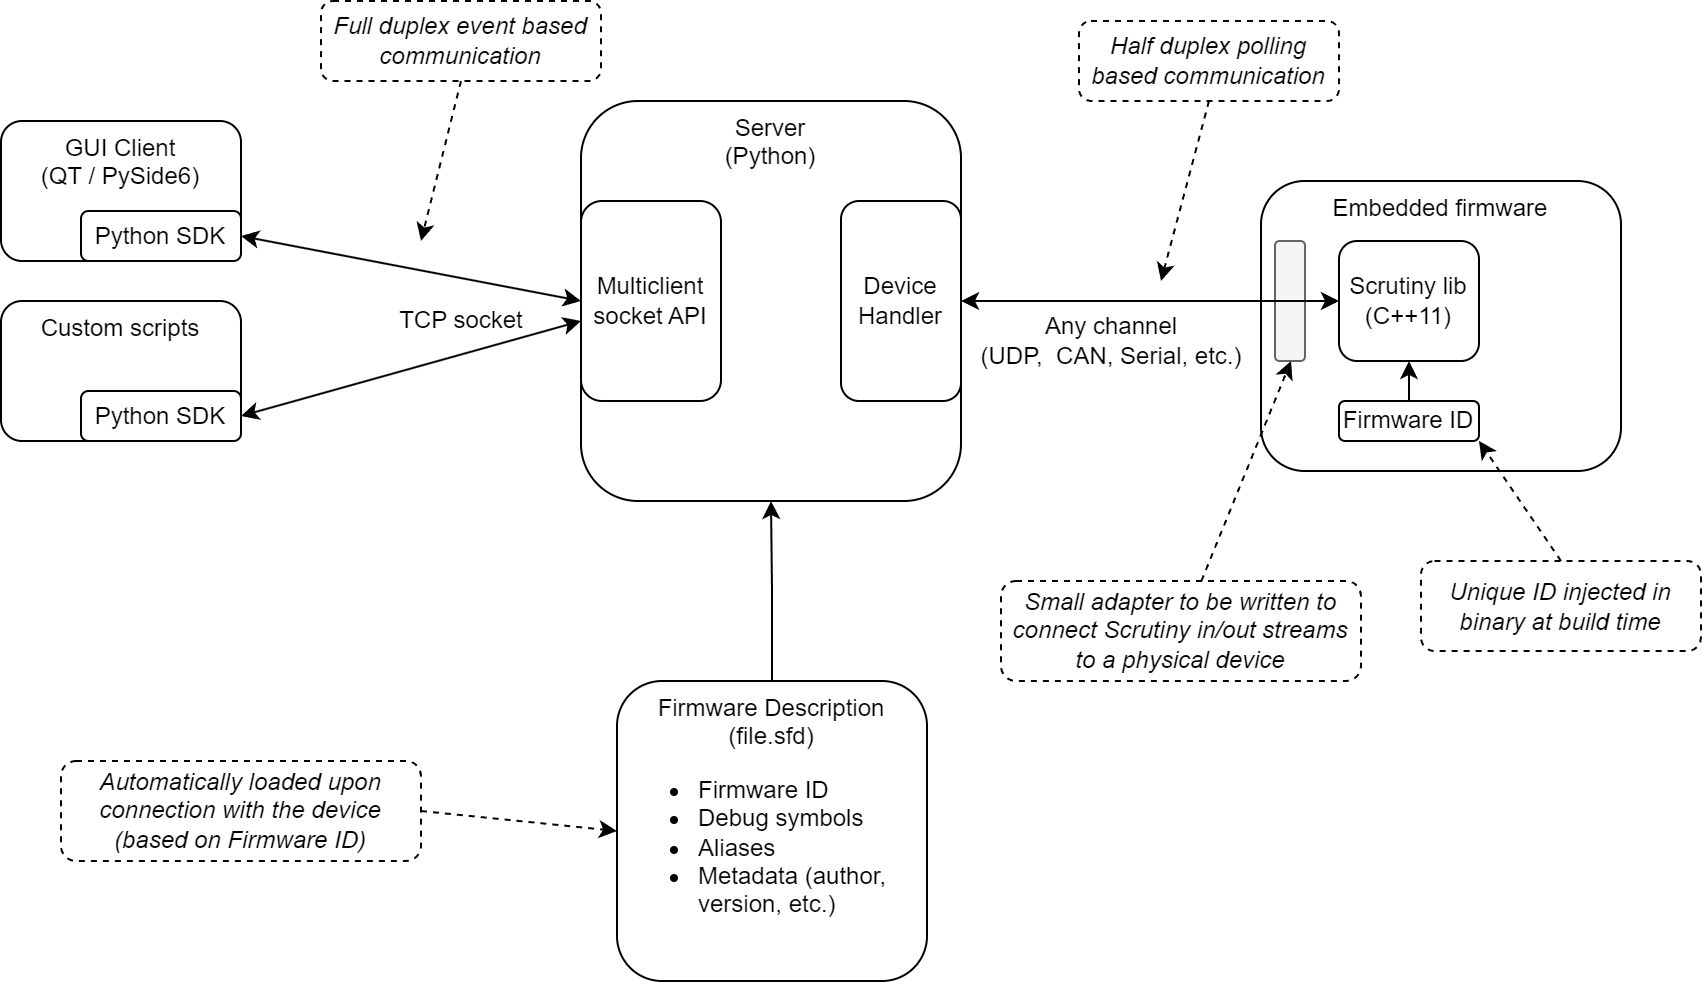 Full duplex event based
communication
Half duplex polling
based communication
GUI Client
(QT / PySide6)
Python SDK
Custom scripts
Python SDK
TCP socket
Server
(Python)
Multiclient
socket API
Device
Handler
Any channel
(UDP,  CAN, Serial, etc.)
Embedded firmware
Scrutiny lib
(C++11)
Firmware ID
Small adapter to be written to
connect Scrutiny in/out streams
to a physical device
Unique ID injected in
binary at build time
Firmware Description
(file.sfd)
• Firmware ID
• Debug symbols
• Aliases
• Metadata (author,
version, etc.)
Automatically loaded upon
connection with the device
(based on Firmware ID)